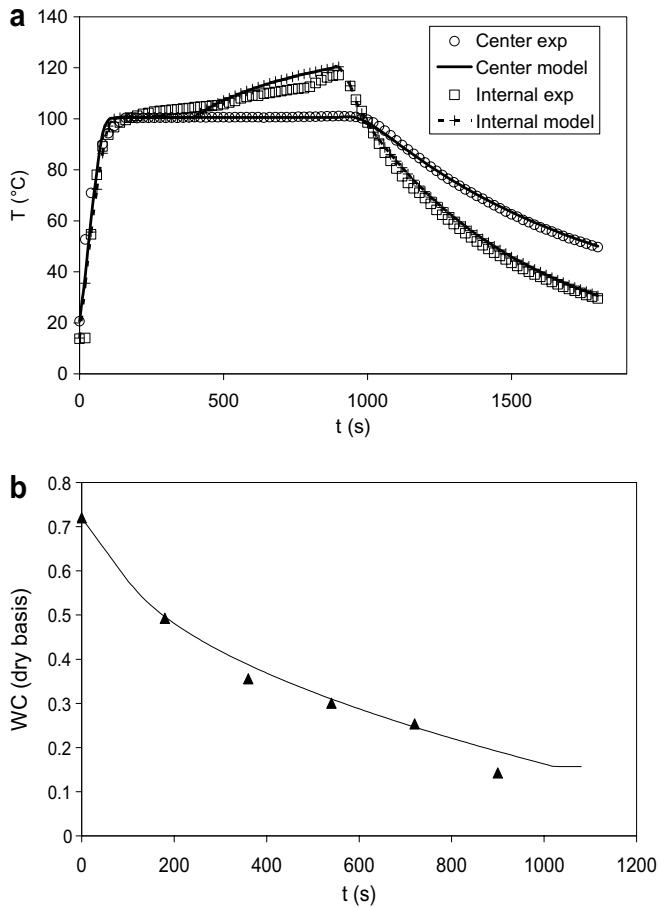 a
140
120
100
80
60
40
20
0
T (°C)
Center exp
Center model
Internal exp
Internal model
0 500 1000 1500
t (s)
b
0.8
0.7
0.6
0.5
0.4
0.3
0.2
0.1
0
WC (dry basis)
0 200 400 600 800 1000 1200
t (s)